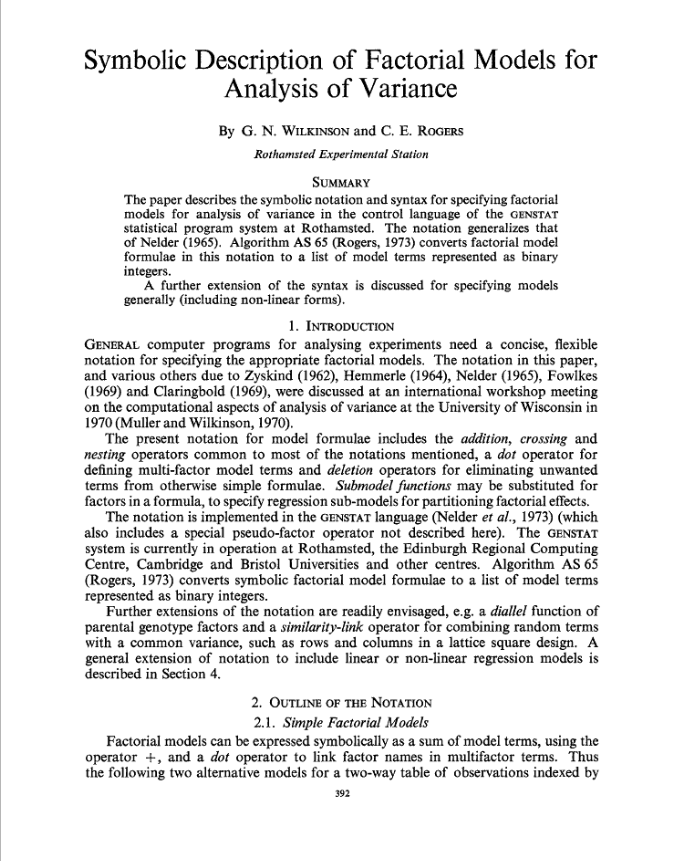 Symbolic Description of Factorial Models for
Analysis of Variance
By G. N. WILKINSON and C. E. ROGERS
Rothamsted Experimental Station
SUMMARY
The paper describes the symbolic notation and syntax for specifying factorial
models for analysis of variance in the control language of the GENSTAT
statistical program system at Rothamsted. The notation generalizes that
of Nelder (1965). Algorithm AS 65 (Rogers, 1973) converts factorial model
formulae in this notation to a list of model terms represented as binary
integers.
A further extension of the syntax is discussed for specifying models
generally (including non-linear forms).
1. INTRODUCTION
GENERAL computer programs for analysing experiments need a concise, flexible
notation for specifying the appropriate factorial models. The notation in this paper,
and various others due to Zyskind (1962), Hemmerle (1964), Nelder (1965), Fowlkes
(1969) and Claringbold (1969), were discussed at an international workshop meeting
on the computational aspects of analysis of variance at the University of Wisconsin in
1970 (Muller and Wilkinson, 1970).
The present notation for model formulae includes the addition, crossing and
nesting operators common to most of the notations mentioned, a dot operator for
defining multi-factor model terms and deletion operators for eliminating unwanted
terms from otherwise simple formulae. Submodel functions may be substituted for
factors in a formula, to specify regression sub-models for partitioning factorial effects.
The notation is implemented in the GENSTAT language (Nelder et al., 1973) (which
also includes a special pseudo-factor operator not described here). The GENSTAT
system is currently in operation at Rothamsted, the Edinburgh Regional Computing
Centre, Cambridge and Bristol Universities and other centres. Algorithm AS 65
(Rogers, 1973) converts symbolic factorial model formulae to a list of model terms
represented as binary integers.
Further extensions of the notation are readily envisaged, e.g. a diallel function of
parental genotype factors and a similarity-link operator for combining random terms
with a common variance, such as rows and columns in a lattice square design. A
general extension of notation to include linear or non-linear regression models is
described in Section 4.
2. OUTLINE OF THE NOTATION
2.1. Simple Factorial Models
Factorial models can be expressed symbolically as a sum of model terms, using the
operator +, and a dot operator to link factor names in multifactor terms. Thus
the following two alternative models for a two-way table of observations indexed by
392